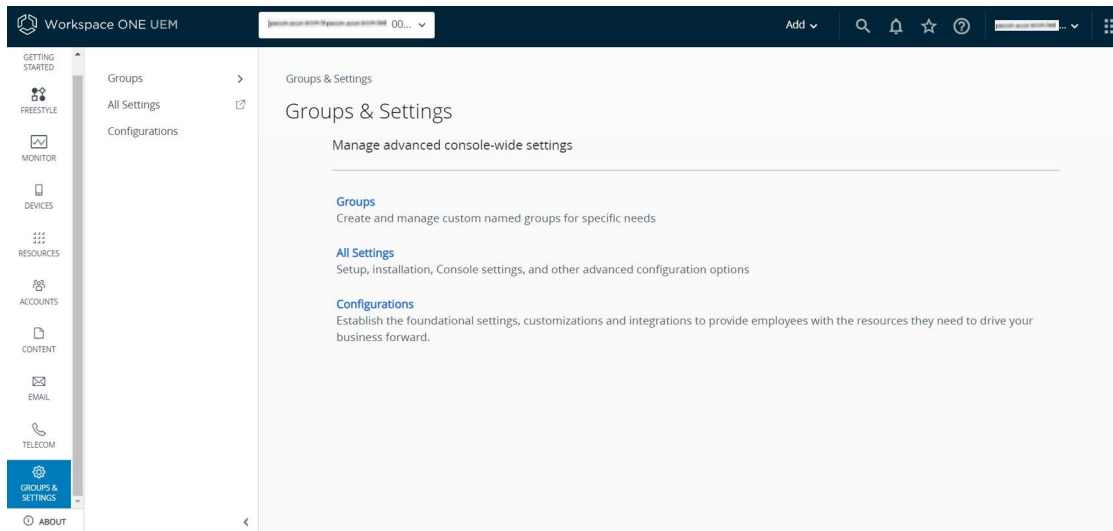 Workspace ONE UEM
00...
Add
GETTING
STARTED
FREESTYLE
MONITOR
DEVICES
RESOURCES
ACCOUNTS
CONTENT
EMAIL
TELECOM
GROUPS &
SETTINGS
ABOUT
Groups
All Settings
Configurations
Groups & Settings
Groups & Settings
Manage advanced console-wide settings
Groups
Create and manage custom named groups for specific needs
All Settings
Setup, installation, Console settings, and other advanced configuration options
Configurations
Establish the foundational settings, customizations and integrations to provide employees with the resources they need to drive your
business forward.